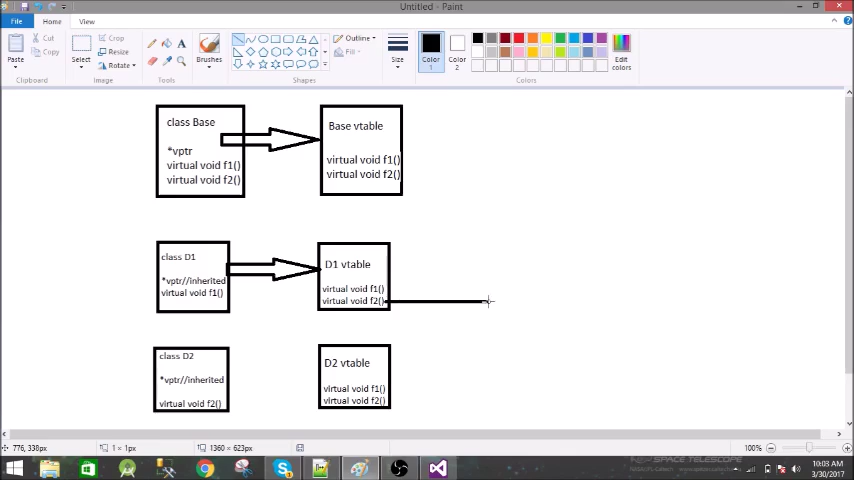 Untitled - Paint
File
Home
View
Paste
Cut
Copy
Clipboard
Select
Crop
Resize
Rotate
Image
A
Tools
Brushes
Outline
Fill
Shapes
Size
Color 1
Color 2
Edit colors
Colors
class Base
*vptr
virtual void f1()
virtual void f2()
Base vtable
virtual void f1()
virtual void f2()
class D1
*vptr//inherited
virtual void f1()
D1 vtable
virtual void f1()
virtual void f2()
class D2
*vptr//inherited
virtual void f2()
D2 vtable
virtual void f1()
virtual void f2()
776, 338px
1 × 1px
1360 × 623px
100%
SPACE TELESCOPE
10:03 AM
3/30/2017